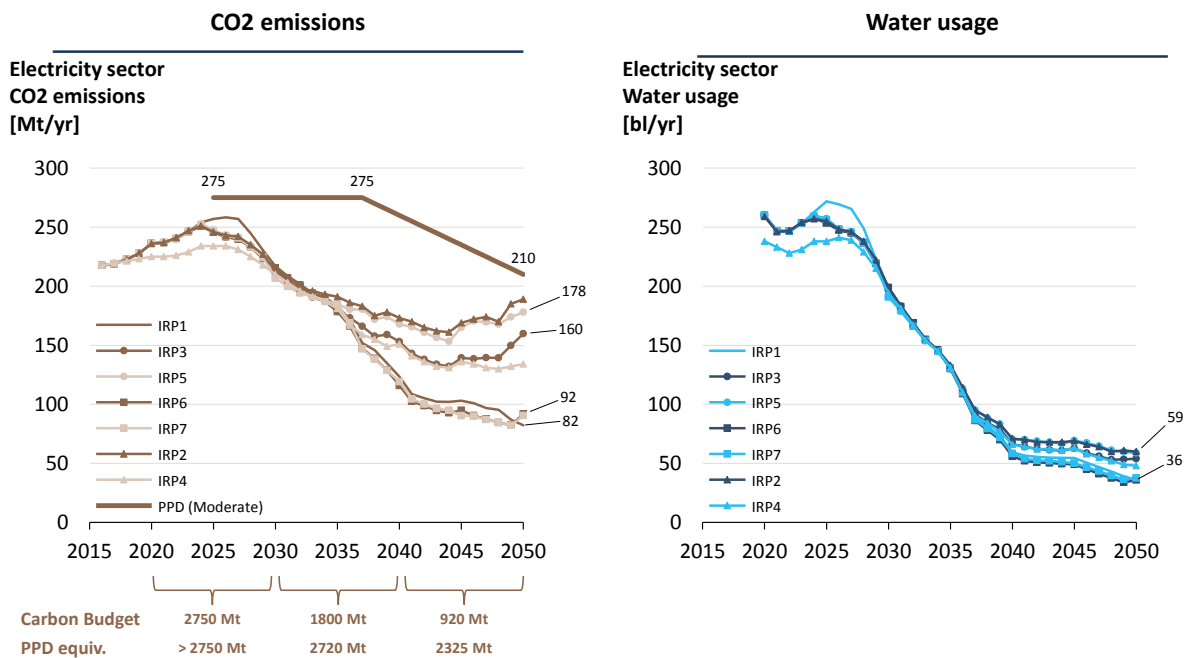 CO2 emissions
Electricity sector
CO2 emissions
[Mt/yr]
300
250
200
150
100
50
0
275
275
210
178
160
92
82
IRP1
IRP3
IRP5
IRP6
IRP7
IRP2
IRP4
PPD (Moderate)
2015 2020 2025 2030 2035 2040 2045 2050
Carbon Budget 2750 Mt 1800 Mt 920 Mt
PPD equiv. > 2750 Mt 2720 Mt 2325 Mt
Water usage
Electricity sector
Water usage
[bl/yr]
300
250
200
150
100
50
0
59
36
IRP1
IRP3
IRP5
IRP6
IRP7
IRP2
IRP4
2015 2020 2025 2030 2035 2040 2045 2050